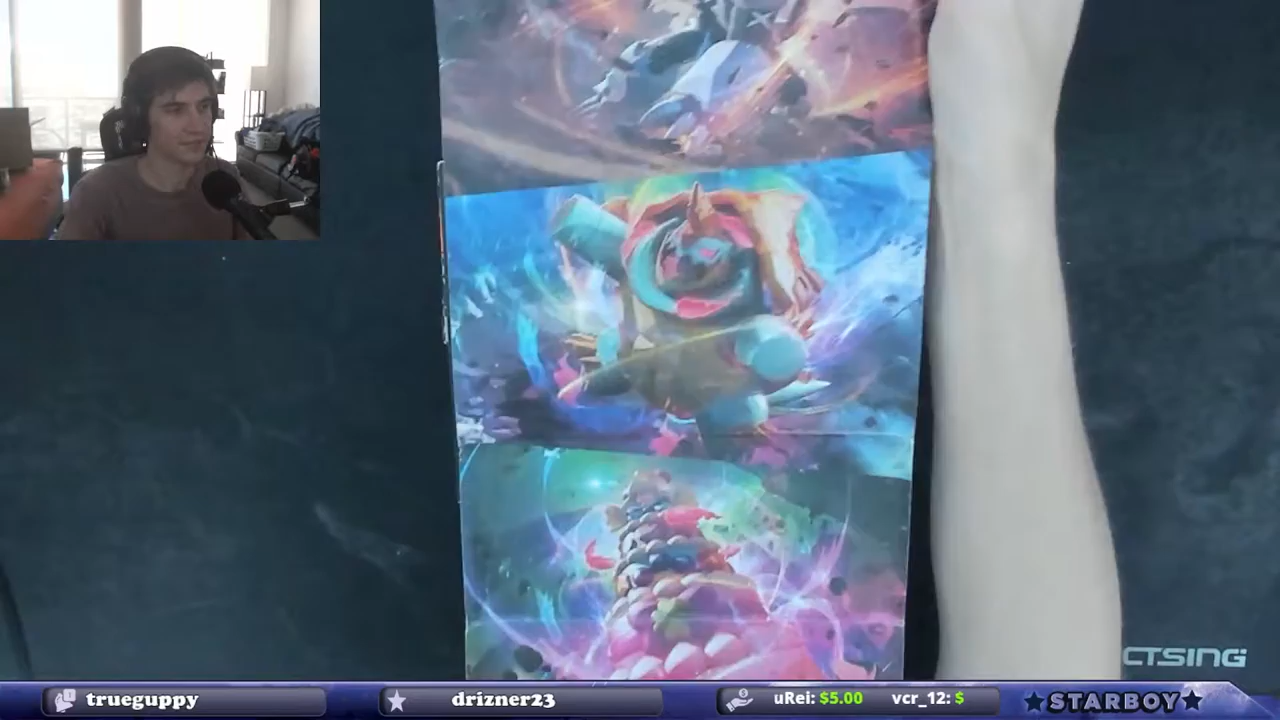 CTSING
trueguppy
drizner23
uRei: $5.00 vcr_12: $
STARBOY